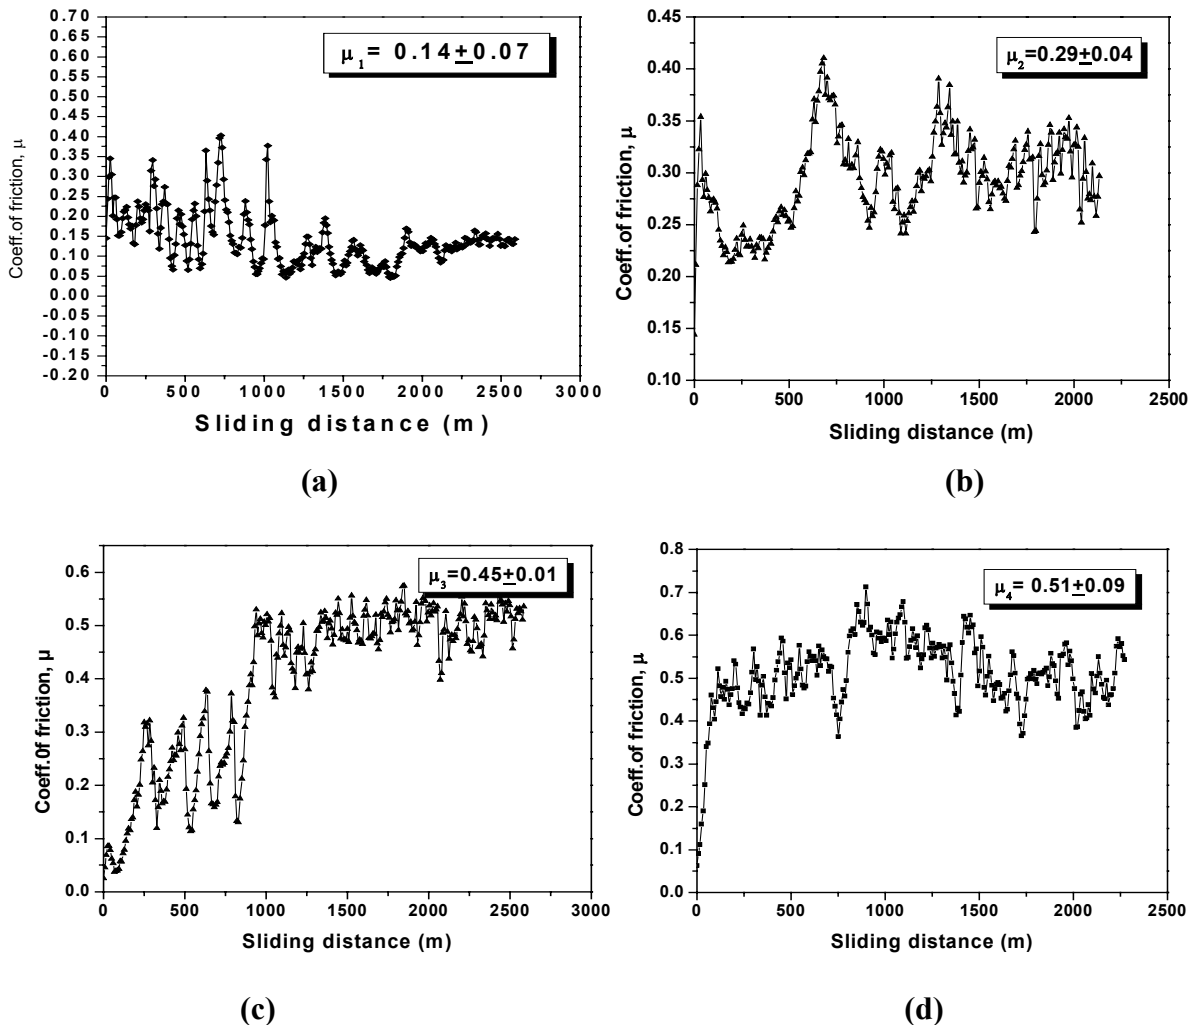 0.70
0.65
0.60
0.55
0.50
0.45
0.40
0.35
0.30
0.25
0.20
0.15
0.10
0.05
0.00
-0.05
-0.10
-0.15
-0.20
Coeff.of friction, μ
μ1= 0.14±0.07
0 500 1000 1500 2000 2500 3000
Sliding distance (m)
(a)
0.45
0.40
0.35
0.30
0.25
0.20
0.15
0.10
Coeff.of friction, μ
μ2=0.29±0.04
0 500 1000 1500 2000 2500
Sliding distance (m)
(b)
0.6
0.5
0.4
0.3
0.2
0.1
0.0
Coeff.0f friction, μ
μ3=0.45±0.01
0 500 1000 1500 2000 2500 3000
Sliding distance (m)
(c)
0.8
0.7
0.6
0.5
0.4
0.3
0.2
0.1
0.0
Coeff.of friction, μ
μ4= 0.51±0.09
0 500 1000 1500 2000 2500
Sliding distance (m)
(d)